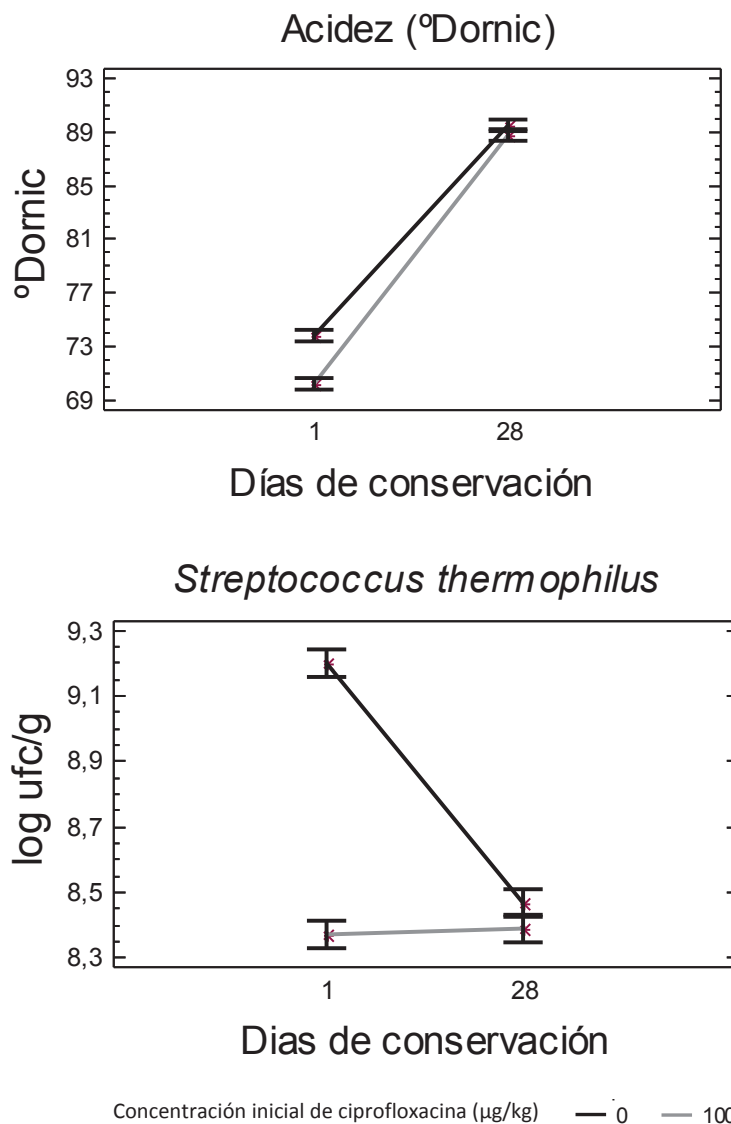 Acidez (ºDornic)
93
89
85
81
77
73
69
ºDornic
1 28
Días de conservación
Streptococcus thermophilus
9,3
9,1
8,9
8,7
8,5
8,3
log ufc/g
1 28
Dias de conservación
Concentración inicial de ciprofloxacina (µg/kg) 0 100